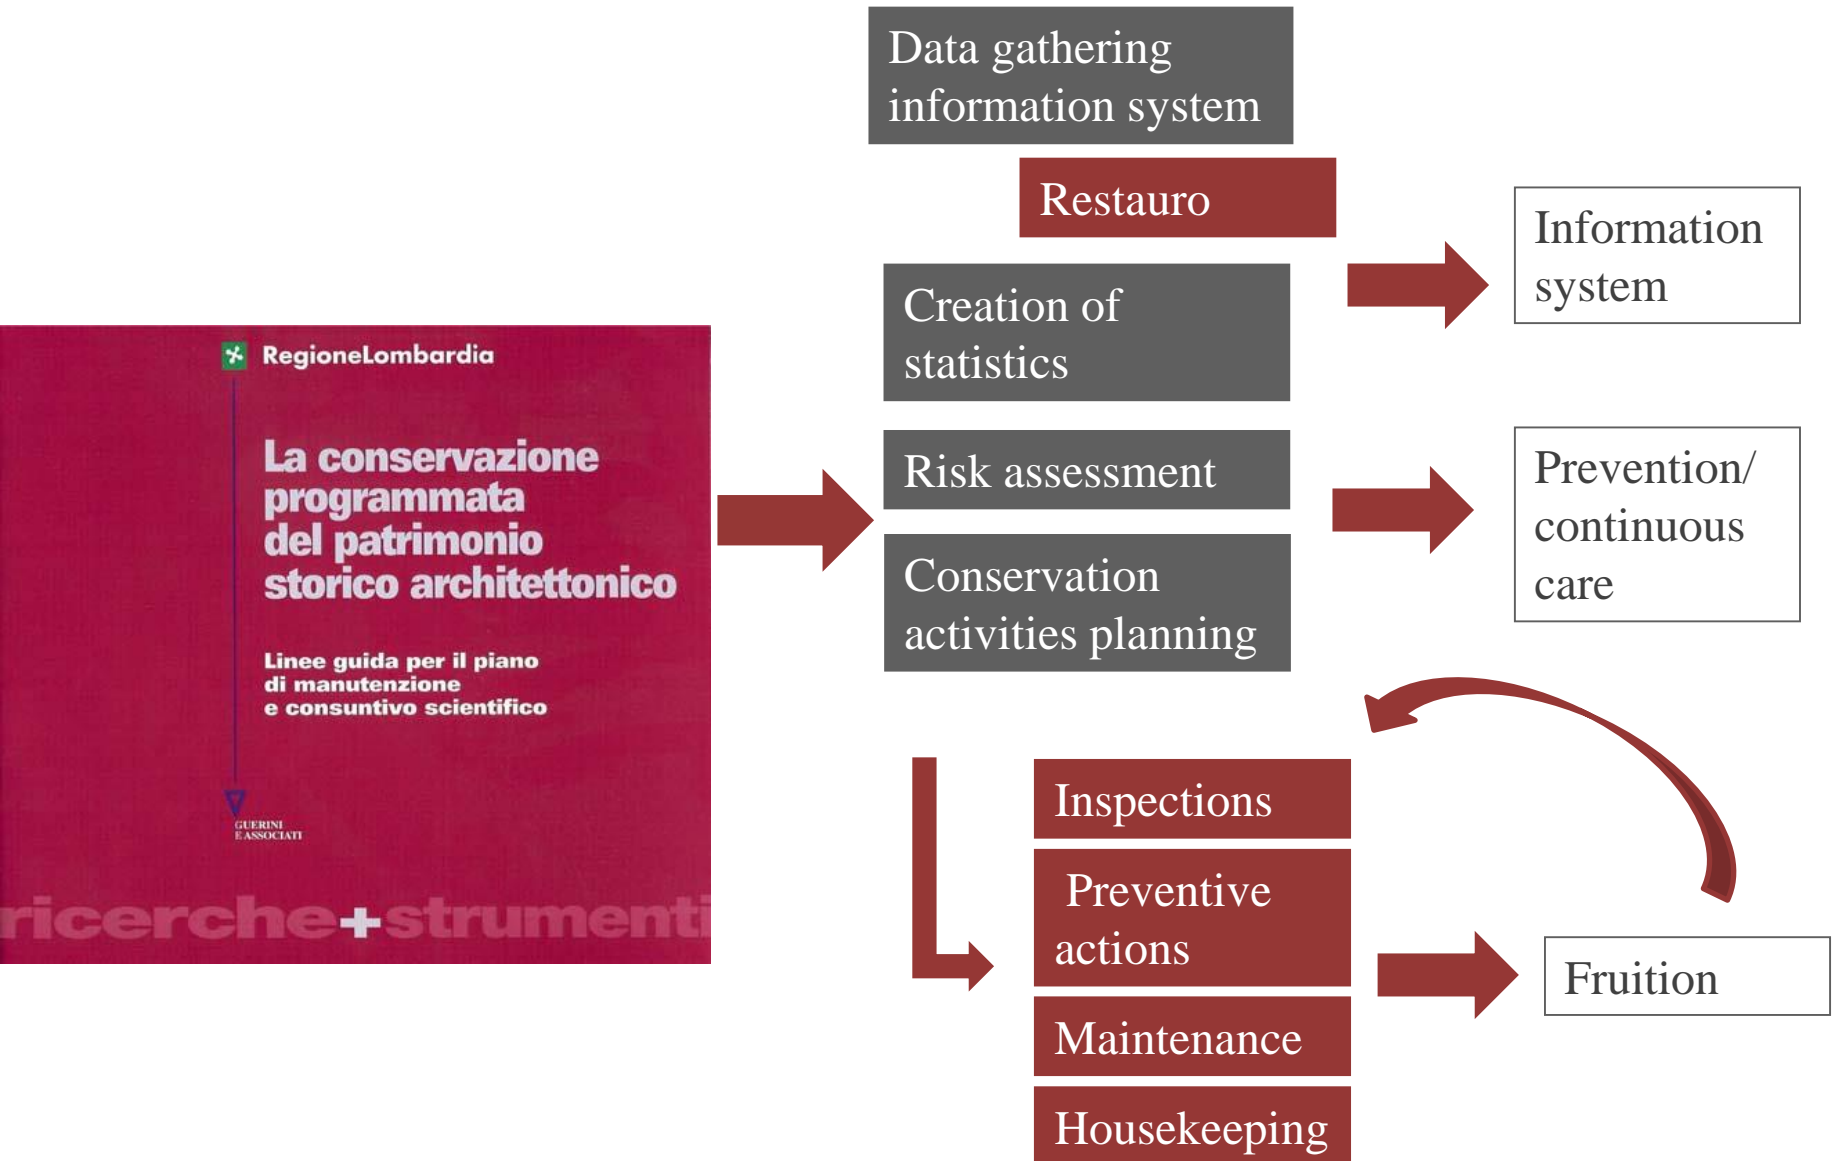 RegioneLombardia
La conservazione
programmata
del patrimonio
storico architettonico
Linee guida per il piano
di manutenzione
e consuntivo scientifico
GUERINI
E ASSOCIATI
ricerche+strumenti
Data gathering
information system
Restauro
Creation of
statistics
Risk assessment
Conservation
activities planning
Information
system
Prevention/
continuous
care
Inspections
Preventive
actions
Maintenance
Housekeeping
Fruition